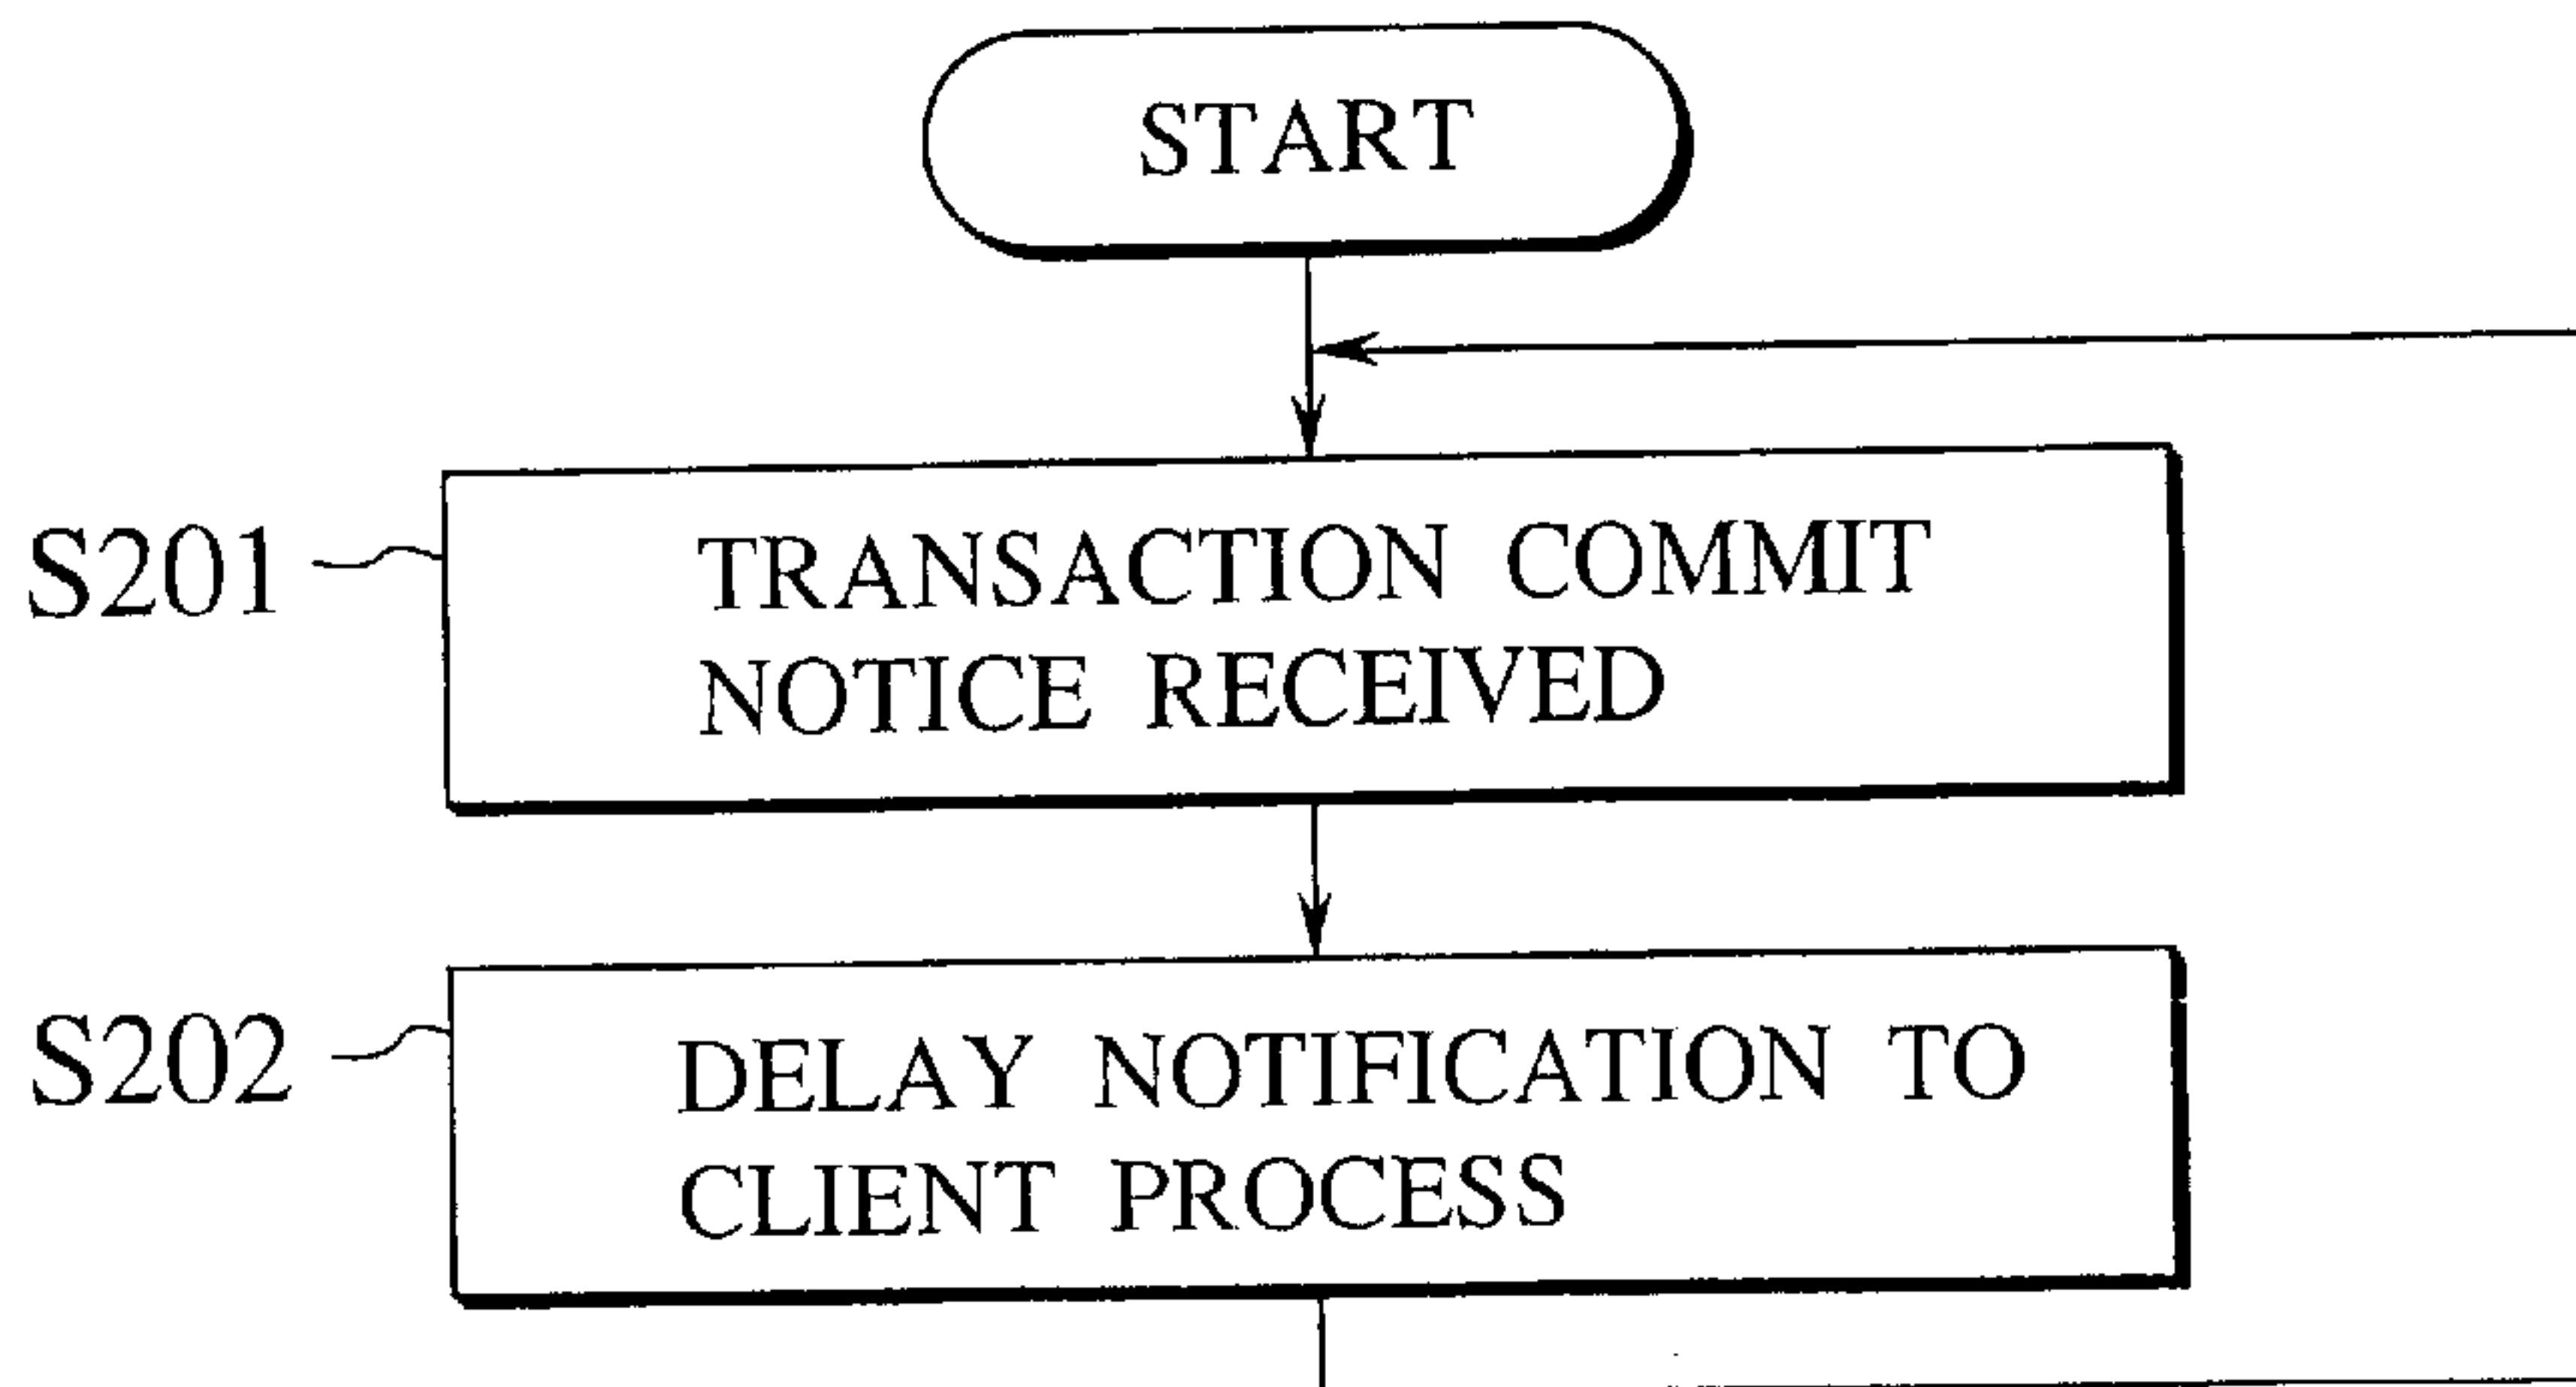 START
S201
TRANSACTION COMMIT
NOTICE RECEIVED
S202
DELAY NOTIFICATION TO
CLIENT PROCESS